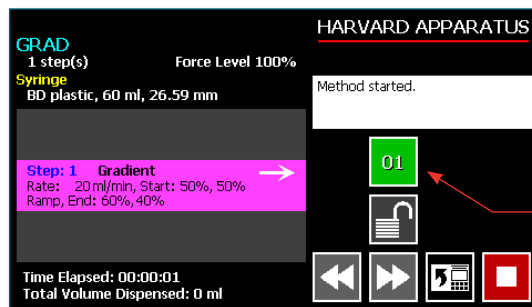 HARVARD APPARATUS
GRAD
1 step(s) Force Level 100%
Syringe
BD plastic, 60 ml, 26.59 mm
Method started.
01
Step: 1 Gradient
Rate: 20 ml/min, Start: 50%, 50%
Ramp, End: 60%,40%
Time Elapsed: 00:00:01
Total Volume Dispensed: 0 ml